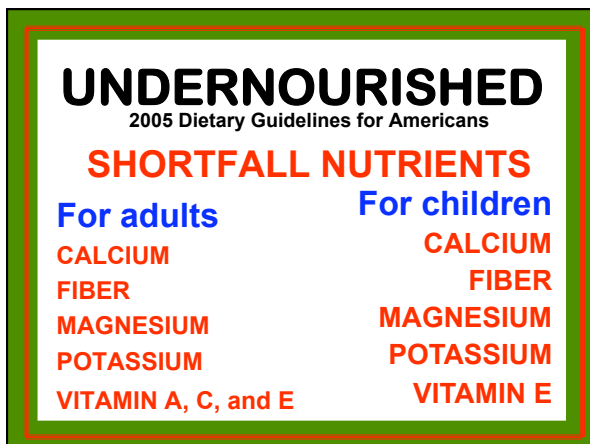 UNDERNOURISHED
2005 Dietary Guidelines for Americans
SHORTFALL NUTRIENTS
For adults
CALCIUM
FIBER
MAGNESIUM
POTASSIUM
VITAMIN A, C, and E
For children
CALCIUM
FIBER
MAGNESIUM
POTASSIUM
VITAMIN E